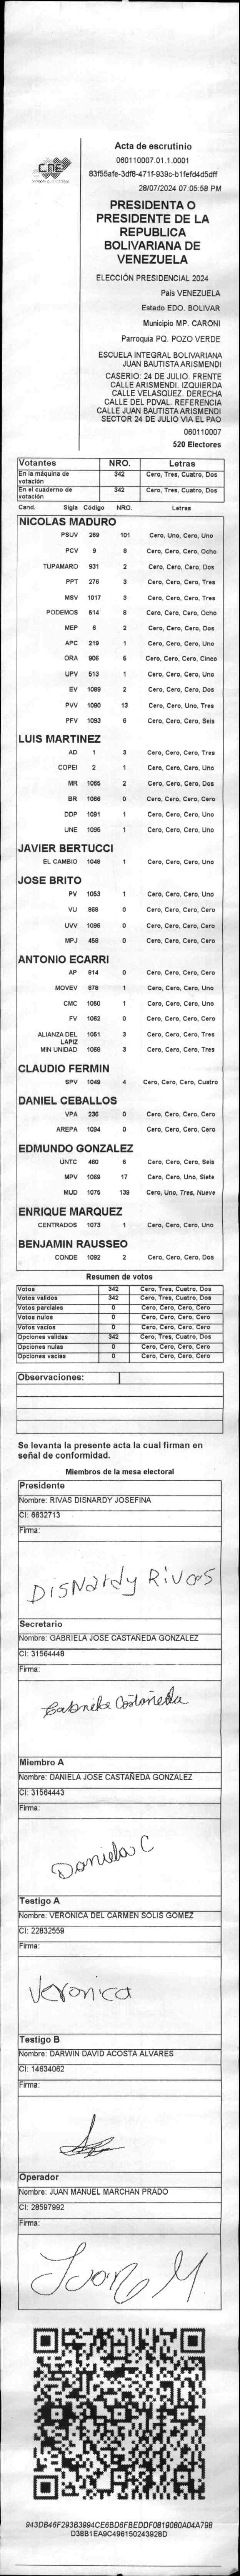 CNE
Acta de escrutinio
060110007.01.1.0001
83f55afe-3df8-471f-939c-b1fefd4d5dff
28/07/2024 07:05:58 PM
PRESIDENTA O
PRESIDENTE DE LA
REPUBLICA
BOLIVARIANA DE
VENEZUELA
ELECCIÓN PRESIDENCIAL 2024
Pais VENEZUELA
Estado EDO. BOLIVAR
Municipio MP. CARONI
Parroquia PQ. POZO VERDE
ESCUELA INTEGRAL BOLIVARIANA
JUAN BAUTISTA ARISMENDI
CASERIO: 24 DE JULIO. FRENTE
CALLE ARISMENDI. IZQUIERDA
CALLE VELASQUEZ. DERECHA
CALLE DEL PDVAL. REFERENCIA
CALLE JUAN BAUTISTA ARISMENDI
SECTOR 24 DE JULIO VIA EL PAO
060110007
520 Electores
Votantes NRO. Letras
En la máquina de votación 342 Cero, Tres, Cuatro, Dos
En el cuaderno de votación 342 Cero, Tres, Cuatro, Dos
Cand. Sigla Código NRO. Letras
NICOLAS MADURO
PSUV 269 101 Cero, Uno, Cero, Uno
PCV 9 8 Cero, Cero, Cero, Ocho
TUPAMARO 931 2 Cero, Cero, Cero, Dos
PPT 276 3 Cero, Cero, Cero, Tres
MSV 1017 3 Cero, Cero, Cero, Tres
PODEMOS 514 8 Cero, Cero, Cero, Ocho
MEP 6 2 Cero, Cero, Cero, Dos
APC 219 1 Cero, Cero, Cero, Uno
ORA 906 5 Cero, Cero, Cero, Cinco
UPV 513 1 Cero, Cero, Cero, Uno
EV 1089 2 Cero, Cero, Cero, Dos
PVV 1090 13 Cero, Cero, Uno, Tres
PFV 1093 6 Cero, Cero, Cero, Seis
LUIS MARTINEZ
AD 1 3 Cero, Cero, Cero, Tres
COPEI 2 1 Cero, Cero, Cero, Uno
MR 1065 2 Cero, Cero, Cero, Dos
BR 1066 0 Cero, Cero, Cero, Cero
DDP 1091 1 Cero, Cero, Cero, Uno
UNE 1095 1 Cero, Cero, Cero, Uno
JAVIER BERTUCCI
EL CAMBIO 1048 1 Cero, Cero, Cero, Uno
JOSE BRITO
PV 1053 1 Cero, Cero, Cero, Uno
VU 868 0 Cero, Cero, Cero, Cero
UVV 1096 0 Cero, Cero, Cero, Cero
MPJ 458 0 Cero, Cero, Cero, Cero
ANTONIO ECARRI
AP 814 0 Cero, Cero, Cero, Cero
MOVEV 878 1 Cero, Cero, Cero, Uno
CMC 1050 1 Cero, Cero, Cero, Uno
FV 1062 0 Cero, Cero, Cero, Cero
ALIANZA DEL LAPIZ 1051 3 Cero, Cero, Cero, Tres
MIN UNIDAD 1068 3 Cero, Cero, Cero, Tres
CLAUDIO FERMIN
SPV 1049 4 Cero, Cero, Cero, Cuatro
DANIEL CEBALLOS
VPA 236 0 Cero, Cero, Cero, Cero
AREPA 1094 0 Cero, Cero, Cero, Cero
EDMUNDO GONZALEZ
UNTC 460 6 Cero, Cero, Cero, Seis
MPV 1069 17 Cero, Cero, Uno, Siete
MUD 1075 139 Cero, Uno, Tres, Nueve
ENRIQUE MARQUEZ
CENTRADOS 1073 1 Cero, Cero, Cero, Uno
BENJAMIN RAUSSEO
CONDE 1092 2 Cero, Cero, Cero, Dos
Resumen de votos
Votos 342 Cero, Tres, Cuatro, Dos
Votos validos 342 Cero, Tres, Cuatro, Dos
Votos parciales 0 Cero, Cero, Cero, Cero
Votos nulos 0 Cero, Cero, Cero, Cero
Votos vacios 0 Cero, Cero, Cero, Cero
Opciones validas 342 Cero, Tres, Cuatro, Dos
Opciones nulas 0 Cero, Cero, Cero, Cero
Opciones vacias 0 Cero, Cero, Cero, Cero
Observaciones:
Se levanta la presente acta la cual firman en
señal de conformidad.
Miembros de la mesa electoral
Presidente
Nombre: RIVAS DISNARDY JOSEFINA
CI: 6632713
Firma:
DisNardy Rivas
Secretario
Nombre: GABRIELA JOSE CASTAÑEDA GONZALEZ
CI: 31564448
Firma:
Gabriela Castañeda
Miembro A
Nombre: DANIELA JOSE CASTAÑEDA GONZALEZ
CI: 31564443
Firma:
Daniela C
Testigo A
Nombre: VERONICA DEL CARMEN SOLIS GOMEZ
CI: 22832559
Firma:
Veronica
Testigo B
Nombre: DARWIN DAVID ACOSTA ALVARES
CI: 14634062
Firma:
Operador
Nombre: JUAN MANUEL MARCHAN PRADO
CI: 28597992
Firma:
Juan M.
943DB46F293B3994CE6BD6FBEDDF0819080A04A798
D38B1EA9C496150243928D